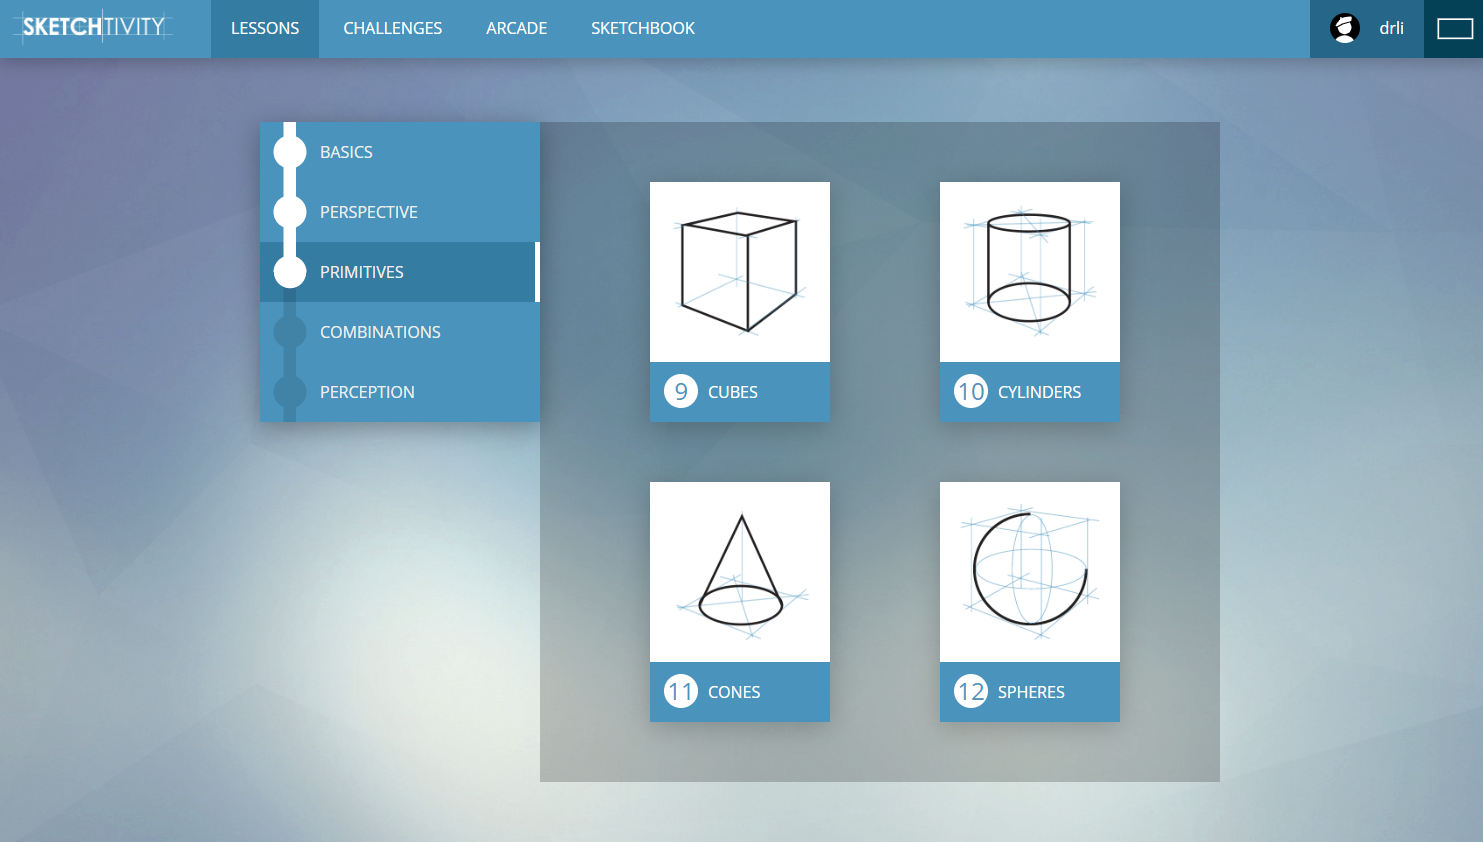 SKETCHTIVITY
LESSONS
CHALLENGES
ARCADE
SKETCHBOOK
drli
BASICS
PERSPECTIVE
PRIMITIVES
COMBINATIONS
PERCEPTION
9 CUBES
10 CYLINDERS
11 CONES
12 SPHERES